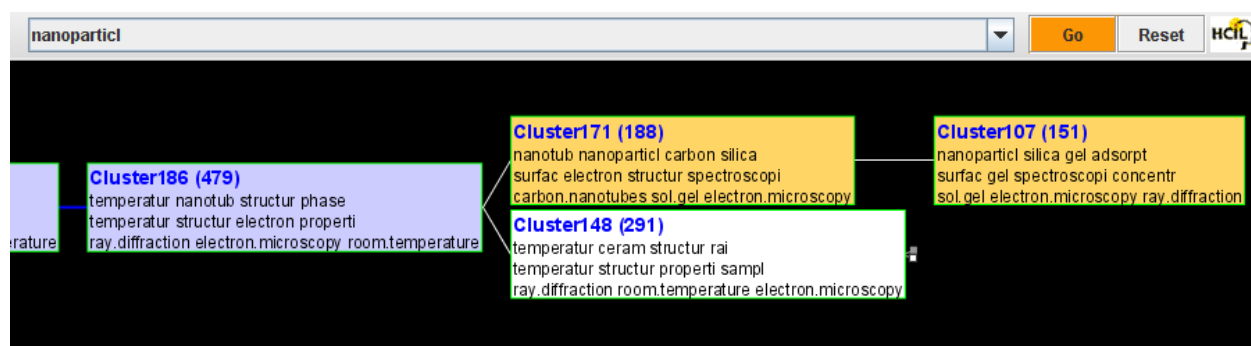 nanoparticl
Go
Reset
HCIL
erature
Cluster186 (479)
temperatur nanotub structur phase
temperatur structur electron properti
ray.diffraction electron.microscopy room.temperature
Cluster171 (188)
nanotub nanoparticl carbon silica
surfac electron structur spectroscopi
carbon.nanotubes sol.gel electron.microscopy
Cluster148 (291)
temperatur ceram structur rai
temperatur structur properti sampl
ray.diffraction room.temperature electron.microscopy
Cluster107 (151)
nanoparticl silica gel adsorpt
surfac gel spectroscopi concentr
sol.gel electron.microscopy ray.diffraction